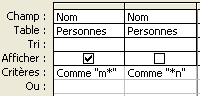 Champ : Nom Nom
Table : Personnes Personnes
Tri :
Afficher :
Critères : Comme "m*" Comme "*n"
Ou :